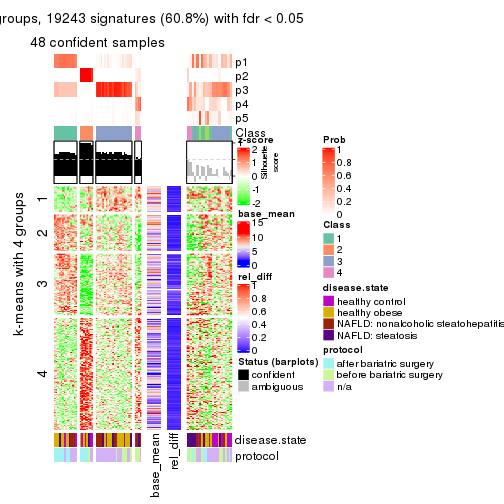 groups, 19243 signatures (60.8%) with fdr < 0.05
48 confident samples
p1
p2
p3
p4
p5
Class
Silhouette score
k-means with 4 groups
1
2
3
4
z-score
2
1
0
-1
-2
base_mean
15
10
5
0
rel_diff
1
0.8
0.6
0.4
0.2
0
Status (barplots)
confident
ambiguous
Prob
1
0.8
0.6
0.4
0.2
0
Class
1
2
3
4
disease.state
healthy control
healthy obese
NAFLD: nonalcoholic steatohepatitis
NAFLD: steatosis
protocol
after bariatric surgery
before bariatric surgery
n/a
disease.state
protocol
base_mean
rel_diff